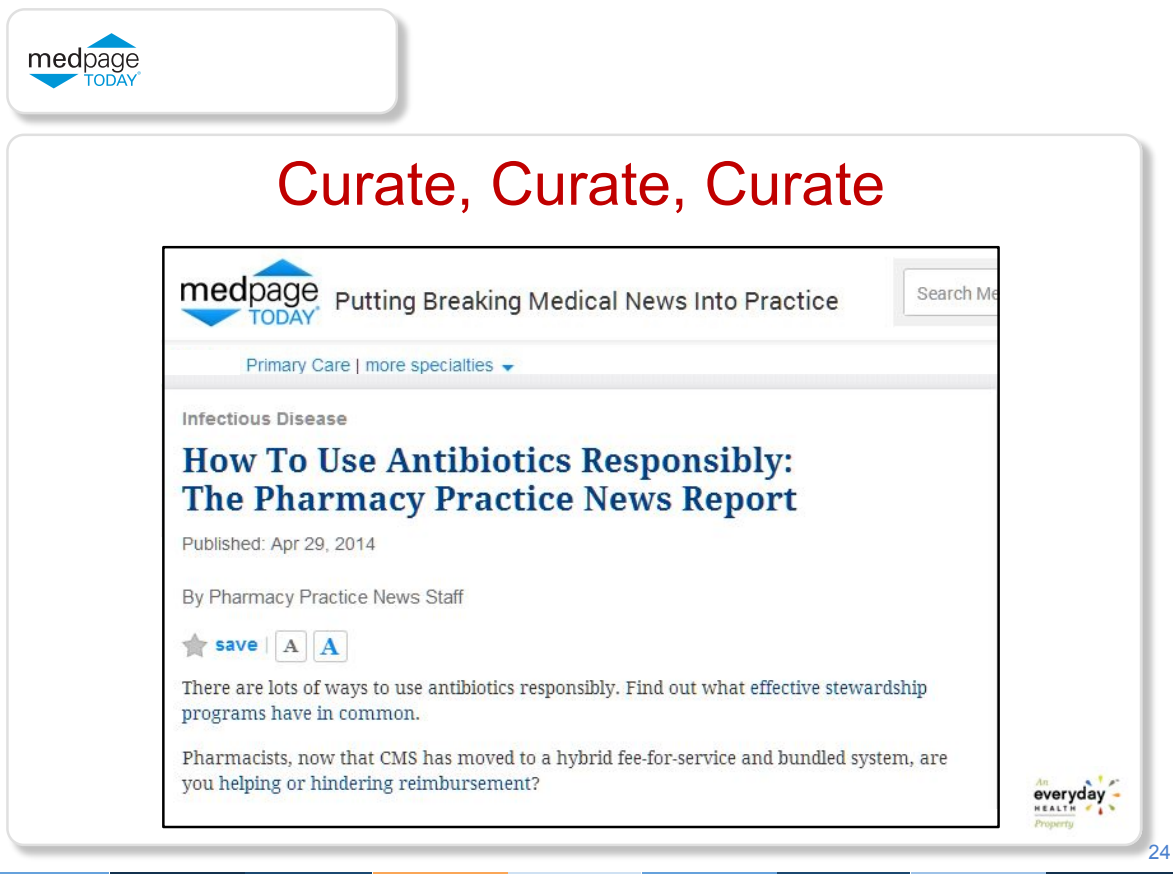 medpage
TODAY
Curate, Curate, Curate
medpage
TODAY
Putting Breaking Medical News Into Practice
Search Me
Primary Care | more specialties
Infectious Disease
How To Use Antibiotics Responsibly:
The Pharmacy Practice News Report
Published: Apr 29, 2014
By Pharmacy Practice News Staff
save | A A
There are lots of ways to use antibiotics responsibly. Find out what effective stewardship
programs have in common.
Pharmacists, now that CMS has moved to a hybrid fee-for-service and bundled system, are
you helping or hindering reimbursement?
An
everyday
HEALTH
Property
24